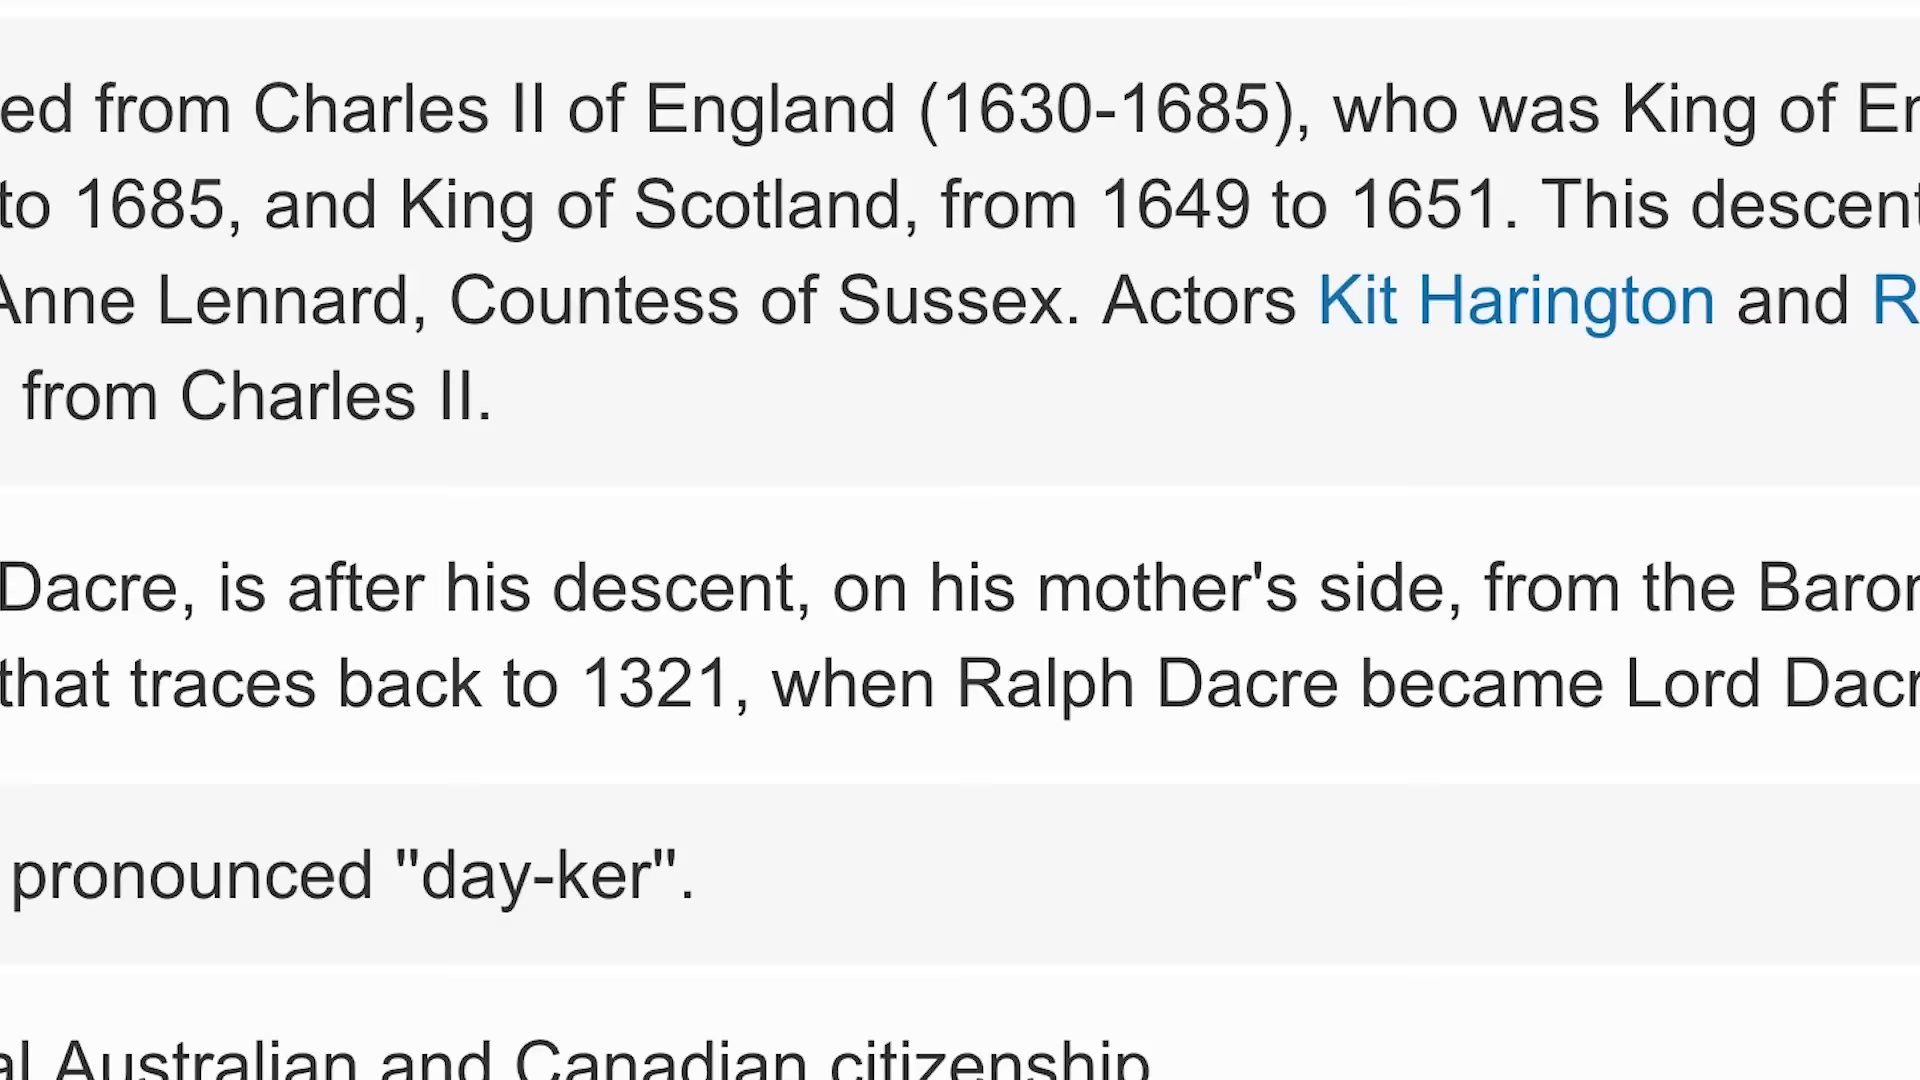 ed from Charles II of England (1630-1685), who was King of En
to 1685, and King of Scotland, from 1649 to 1651. This descent
Anne Lennard, Countess of Sussex. Actors Kit Harington and R
from Charles II.
Dacre, is after his descent, on his mother's side, from the Baron
that traces back to 1321, when Ralph Dacre became Lord Dacr
pronounced "day-ker".
al Australian and Canadian citizenship